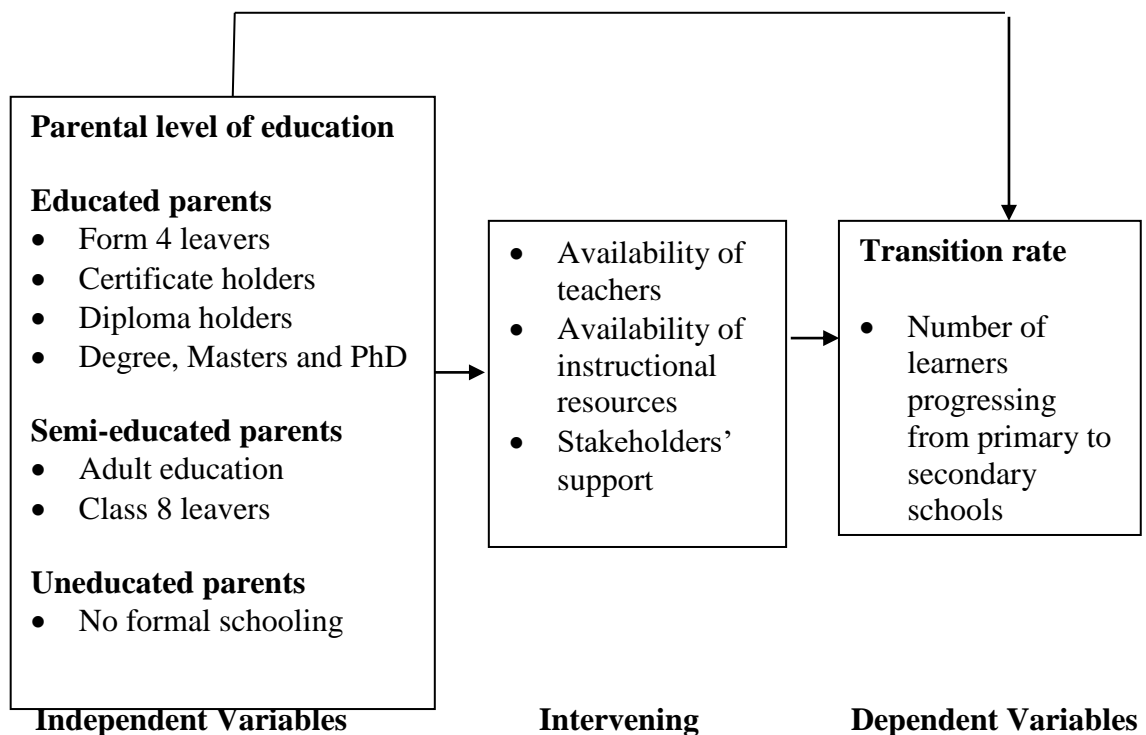 Parental level of education
Educated parents
• Form 4 leavers
• Certificate holders
• Diploma holders
• Degree, Masters and PhD
Semi-educated parents
• Adult education
• Class 8 leavers
Uneducated parents
• No formal schooling
• Availability of
teachers
• Availability of
instructional
resources
• Stakeholders’
support
Transition rate
• Number of
learners
progressing
from primary to
secondary
schools
Independent Variables
Intervening
Dependent Variables